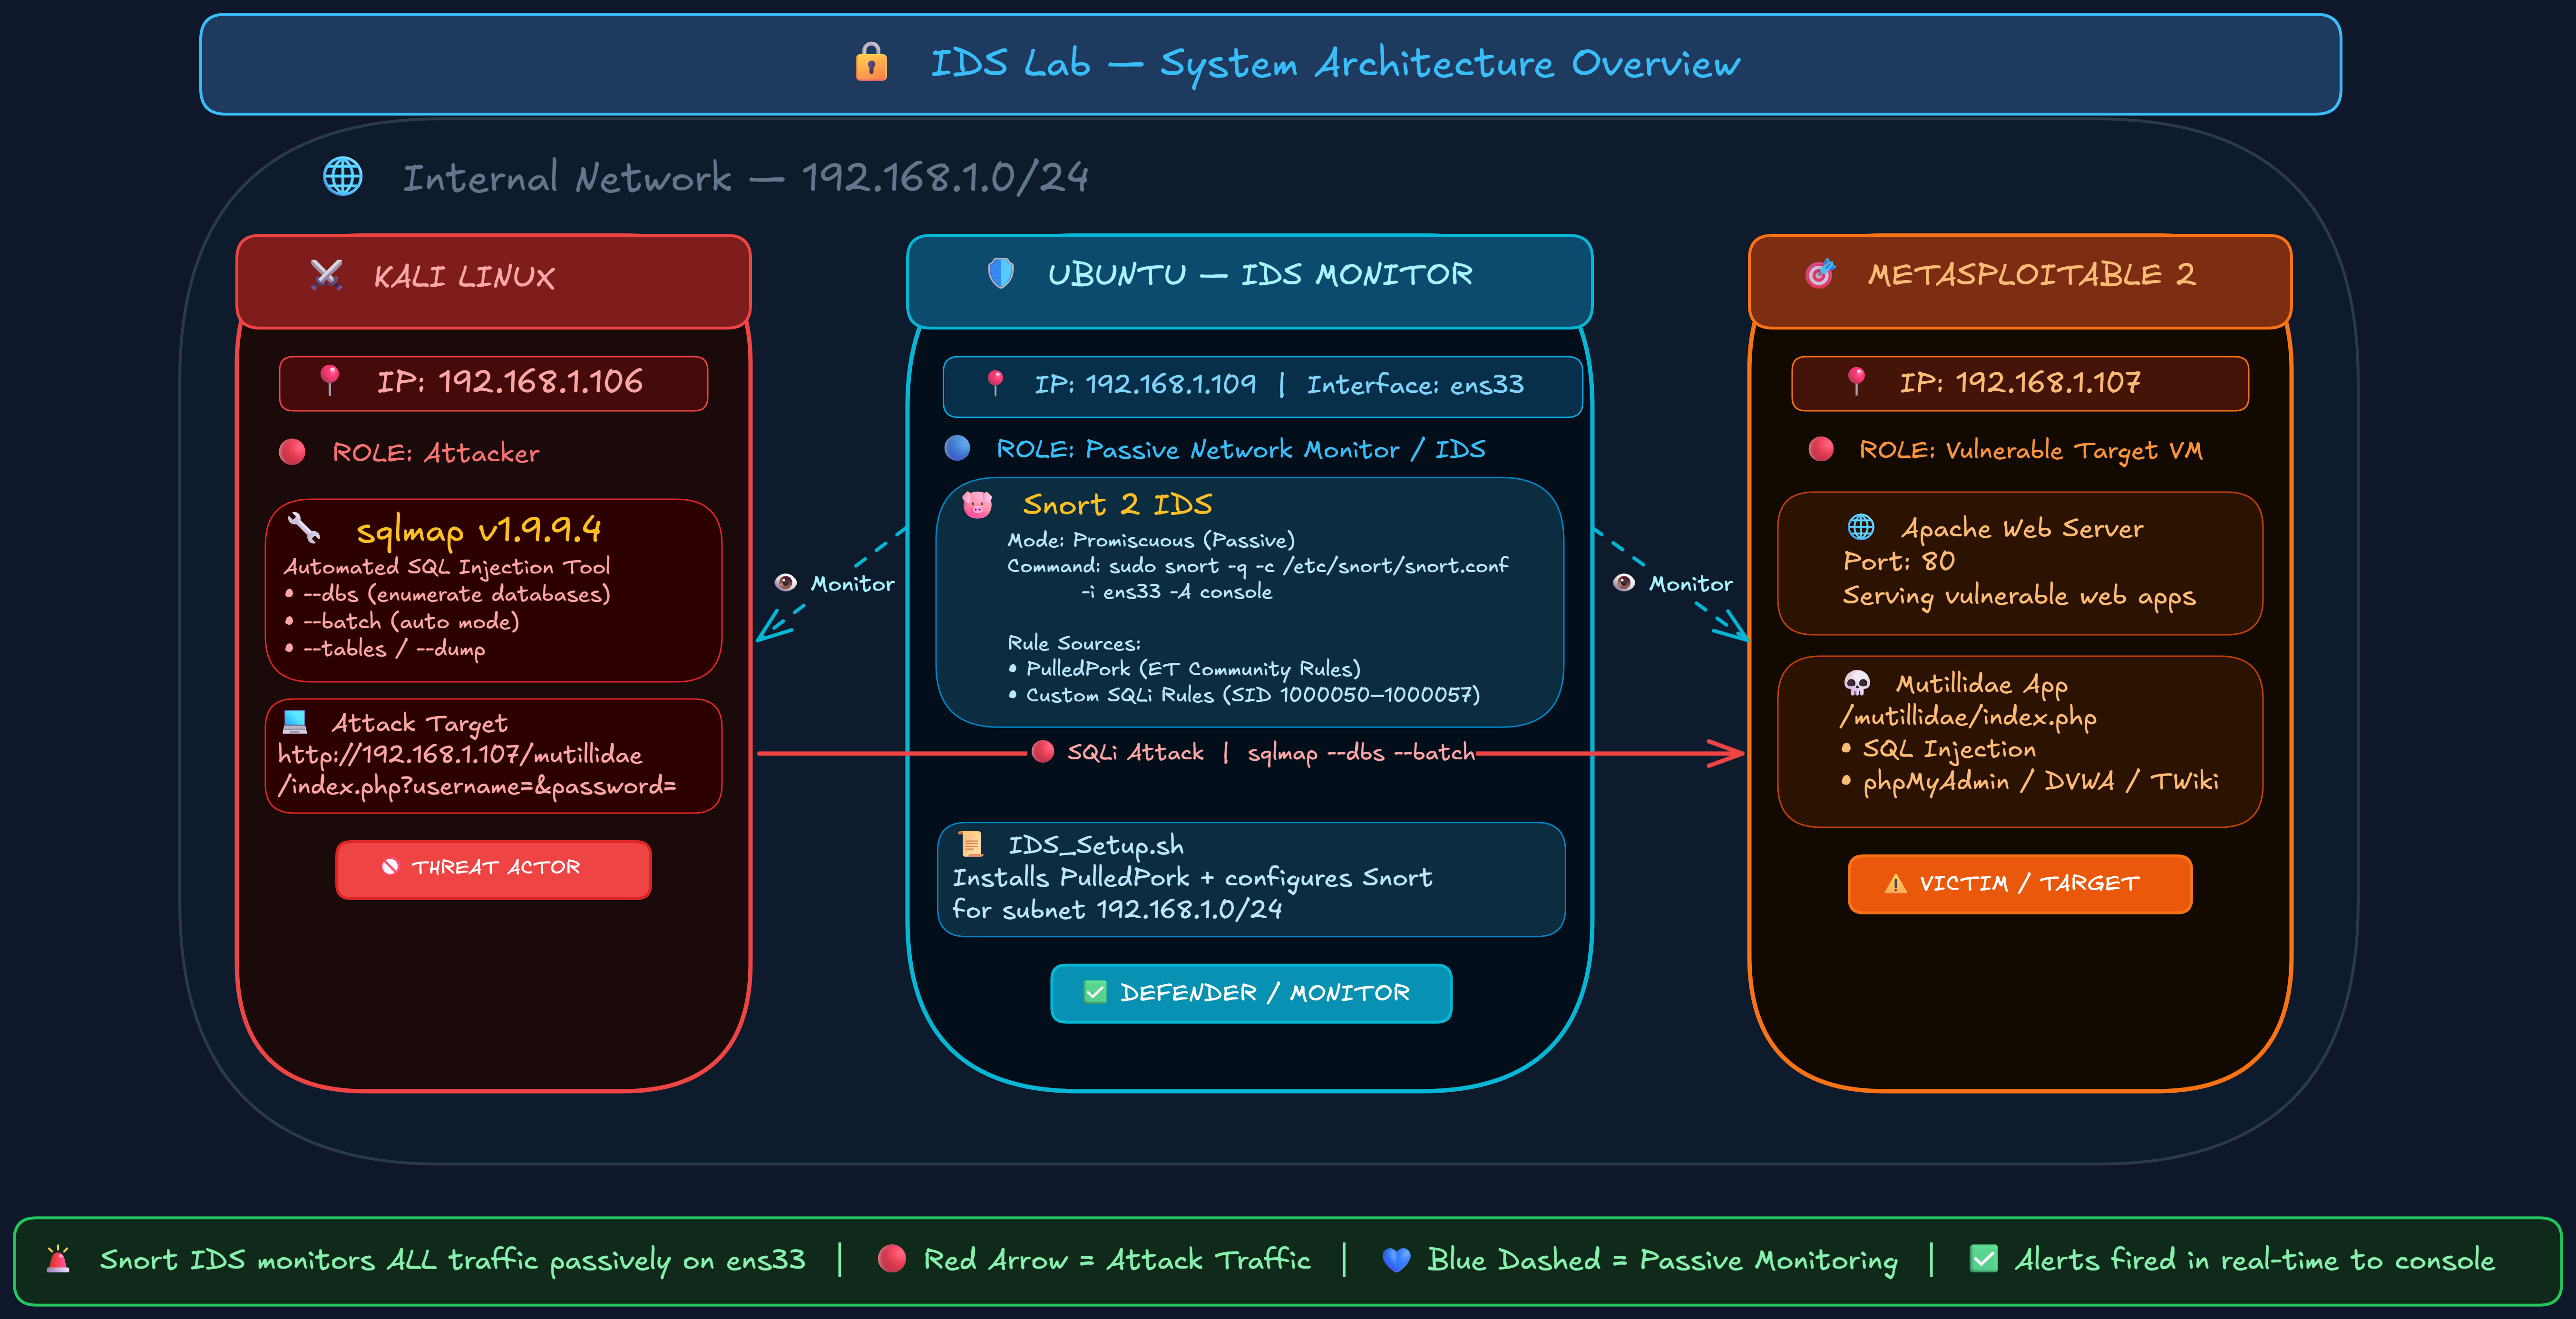 IDS Lab — System Architecture Overview
Internal Network — 192.168.1.0/24
KALI LINUX
IP: 192.168.1.106
ROLE: Attacker
sqlmap v1.9.9.4
Automated SQL Injection Tool
• --dbs (enumerate databases)
• --batch (auto mode)
• --tables / --dump
Attack Target
http://192.168.1.107/mutillidae
/index.php?username=&password=
THREAT ACTOR
Monitor
UBUNTU — IDS MONITOR
IP: 192.168.1.109 | Interface: ens33
ROLE: Passive Network Monitor / IDS
Snort 2 IDS
Mode: Promiscuous (Passive)
Command: sudo snort -q -c /etc/snort/snort.conf
-i ens33 -A console
Rule Sources:
• PulledPork (ET Community Rules)
• Custom SQLi Rules (SID 1000050–1000057)
SQLi Attack | sqlmap --dbs --batch
IDS_Setup.sh
Installs PulledPork + configures Snort
for subnet 192.168.1.0/24
DEFENDER / MONITOR
Monitor
METASPLOITABLE 2
IP: 192.168.1.107
ROLE: Vulnerable Target VM
Apache Web Server
Port: 80
Serving vulnerable web apps
Mutillidae App
/mutillidae/index.php
• SQL Injection
• phpMyAdmin / DVWA / TWiki
VICTIM / TARGET
Snort IDS monitors ALL traffic passively on ens33 | Red Arrow = Attack Traffic | Blue Dashed = Passive Monitoring | Alerts fired in real-time to console